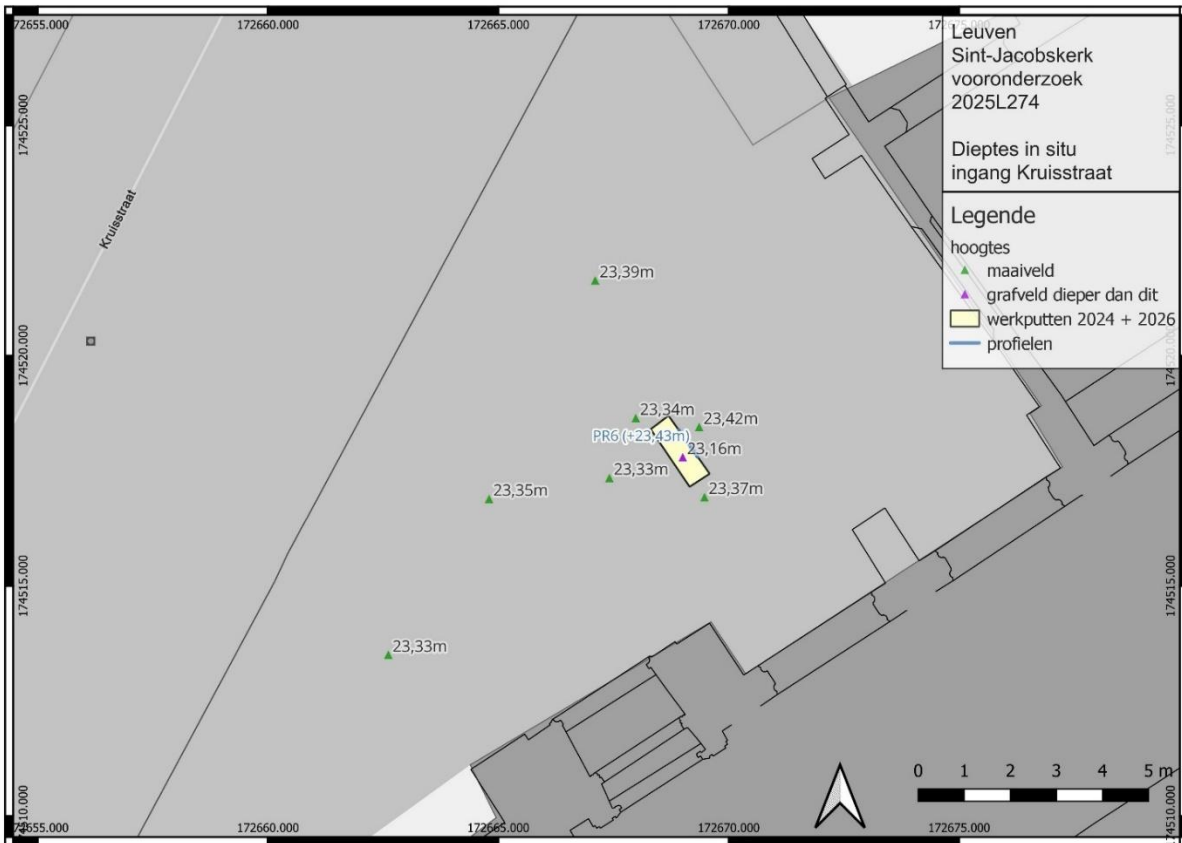 172655.000 172660.000 172665.000 172670.000 172675.000
174525.000
174520.000
174515.000
174510.000
Kruisstraat
23,39m
23,34m
23,42m
PR6 (+23,43m)
23,16m
23,33m
23,37m
23,35m
23,33m
Leuven
Sint-Jacobskerk
vooronderzoek
2025L274
Dieptes in situ
ingang Kruisstraat
Legende
hoogtes
maaiveld
grafveld dieper dan dit
werkputten 2024 + 2026
profielen
174525.000
174520.000
174515.000
174510.000
0 1 2 3 4 5 m
172655.000 172660.000 172665.000 172670.000 172675.000